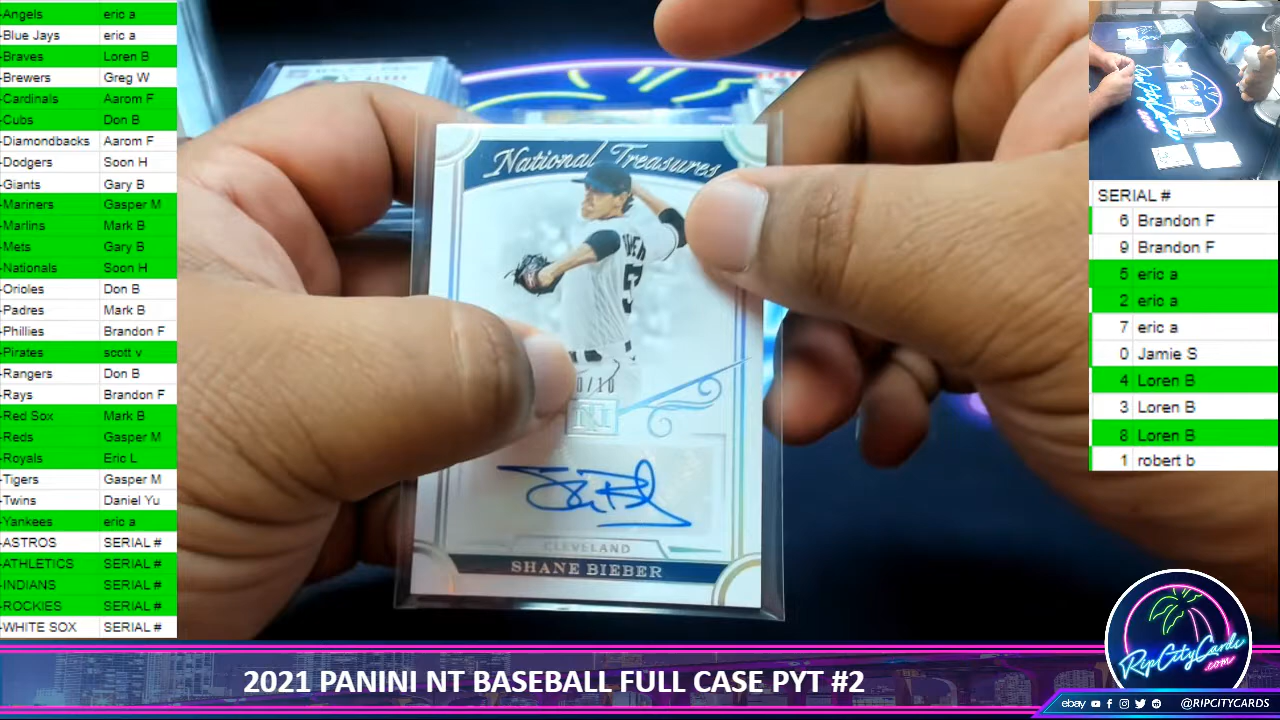 -Angels eric a
-Blue Jays eric a
-Braves Loren B
-Brewers Greg W
-Cardinals Aarom F
-Cubs Don B
-Diamondbacks Aarom F
-Dodgers Soon H
-Giants Gary B
-Mariners Gasper M
-Marlins Mark B
-Mets Gary B
-Nationals Soon H
-Orioles Don B
-Padres Mark B
-Phillies Brandon F
-Pirates scott v
-Rangers Don B
-Rays Brandon F
-Red Sox Mark B
-Reds Gasper M
-Royals Eric L
-Tigers Gasper M
-Twins Daniel Yu
-Yankees eric a
-ASTROS SERIAL #
-ATHLETICS SERIAL #
-INDIANS SERIAL #
-ROCKIES SERIAL #
-WHITE SOX SERIAL #
National Treasures
5
/10
NT
CLEVELAND
SHANE BIEBER
SERIAL #
6 Brandon F
9 Brandon F
5 eric a
2 eric a
7 eric a
0 Jamie S
4 Loren B
3 Loren B
8 Loren B
1 robert b
RipCityCards
.com
2021 PANINI NT BASEBALL FULL CASE PYT #2
ebay @RIPCITYCARDS